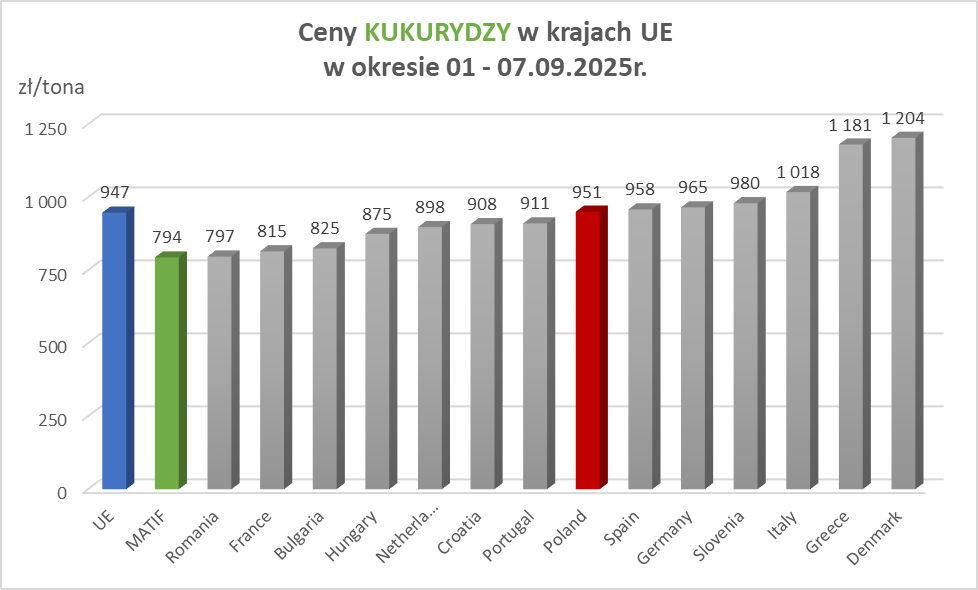 Ceny KUKURYDZY w krajach UE
w okresie 01 - 07.09.2025r.
zł/tona
1 250
1 000
750
500
250
0
947
794
797
815
825
875
898
908
911
951
958
965
980
1 018
1 181
1 204
UE
MATIF
Romania
France
Bulgaria
Hungary
Netherla...
Croatia
Portugal
Poland
Spain
Germany
Slovenia
Italy
Greece
Denmark